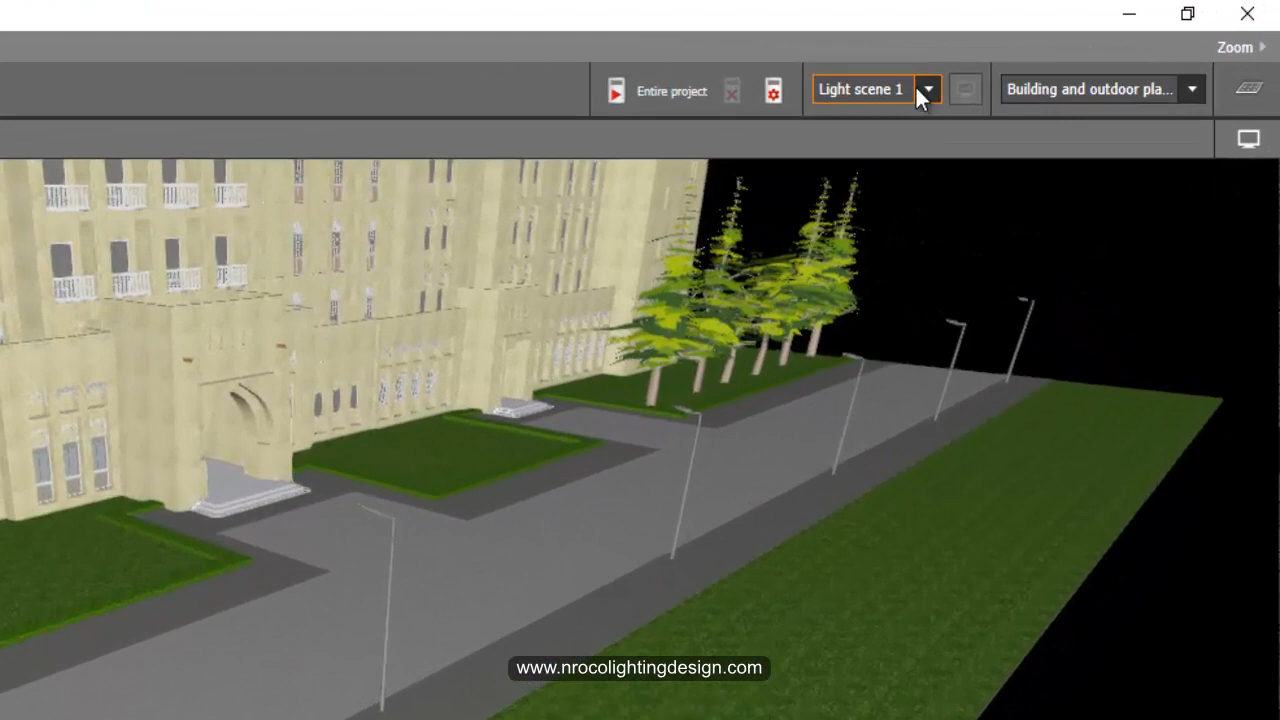 Zoom
Entire project
Light scene 1
Building and outdoor pla...
www.nrocolightingdesign.com